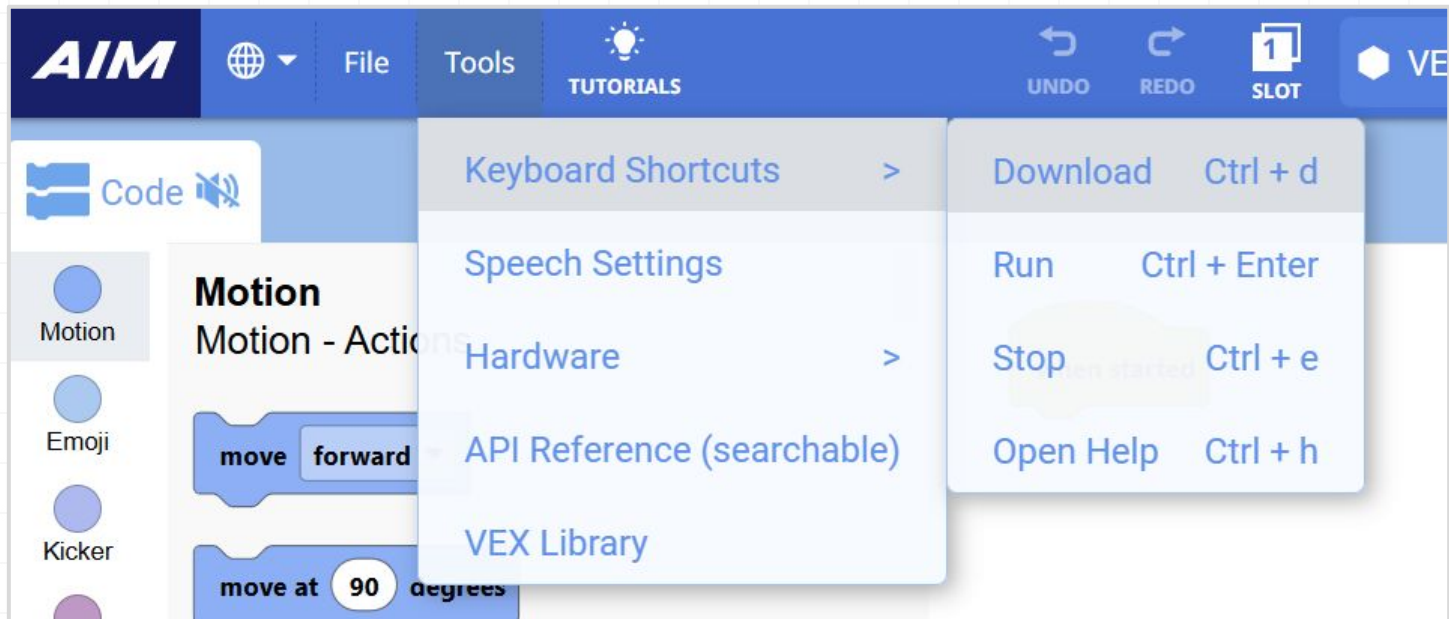 AIM
File
Tools
TUTORIALS
UNDO
REDO
1
SLOT
VE
Code
Keyboard Shortcuts >
Speech Settings
Hardware >
API Reference (searchable)
VEX Library
Download Ctrl + d
Run Ctrl + Enter
Stop Ctrl + e
Open Help Ctrl + h
Motion
Emoji
Kicker
Motion
Motion - Actions
move forward
move at 90 degrees
when started